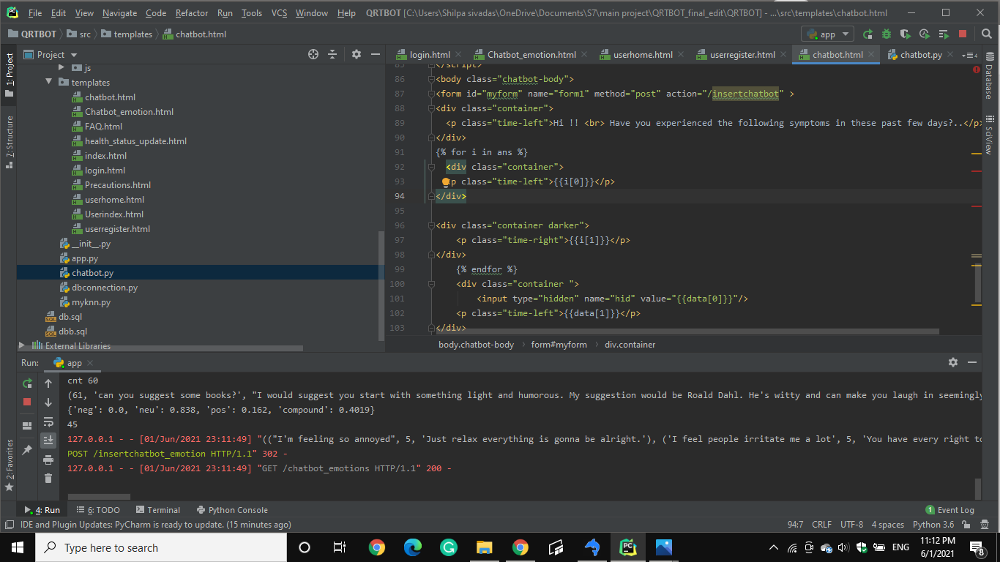 File Edit View Navigate Code Refactor Run Tools VCS Window Help QRTBOT [C:\Users\Shilpa sivadas\OneDrive\Documents\S7\main project\QRTBOT_final_edit\QRTBOT] - ...\src\templates\chatbot.html
QRTBOT src templates chatbot.html app
Project
login.html Chatbot_emotion.html userhome.html userregister.html chatbot.html chatbot.py 4
1: Project
7: Structure
2: Favorites
Database
SciView
js
templates
chatbot.html
Chatbot_emotion.html
FAQ.html
health_status_update.html
index.html
login.html
Precautions.html
userhome.html
Userindex.html
userregister.html
__init__.py
app.py
chatbot.py
dbconnection.py
myknn.py
db.sql
dbb.sql
External Libraries
85 </script>
86 <body class="chatbot-body">
87 <form id="myform" name="form1" method="post" action="/insertchatbot" >
88 <div class="container">
89 <p class="time-left">Hi !! <br> Have you experienced the following symptoms in these past few days?..</p>
90 </div>
91 {% for i in ans %}
92 <div class="container">
93 p class="time-left">{{i[0]}}</p>
94 </div>
95
96 <div class="container darker">
97 <p class="time-right">{{i[1]}}</p>
98 </div>
99 {% endfor %}
100 <div class="container ">
101 <input type="hidden" name="hid" value="{{data[0]}}"/>
102 <p class="time-left">{{data[1]}}</p>
103 </div>
body.chatbot-body form#myform div.container
Run: app
cnt 60
(61, 'can you suggest some books?', "I would suggest you start with something light and humorous. My suggestion would be Roald Dahl. He's witty and can make you laugh in seemingly
{'neg': 0.0, 'neu': 0.838, 'pos': 0.162, 'compound': 0.4019}
45
127.0.0.1 - - [01/Jun/2021 23:11:49] "(("I'm feeling so annoyed", 5, 'Just relax everything is gonna be alright.'), ('I feel people irritate me a lot', 5, 'You have every right to
POST /insertchatbot_emotion HTTP/1.1" 302 -
127.0.0.1 - - [01/Jun/2021 23:11:49] "GET /chatbot_emotions HTTP/1.1" 200 -
4: Run 6: TODO Terminal Python Console 1 Event Log
IDE and Plugin Updates: PyCharm is ready to update. (15 minutes ago) 94:7 CRLF UTF-8 4 spaces Python 3.6
Type here to search
ENG
11:12 PM
6/1/2021
8